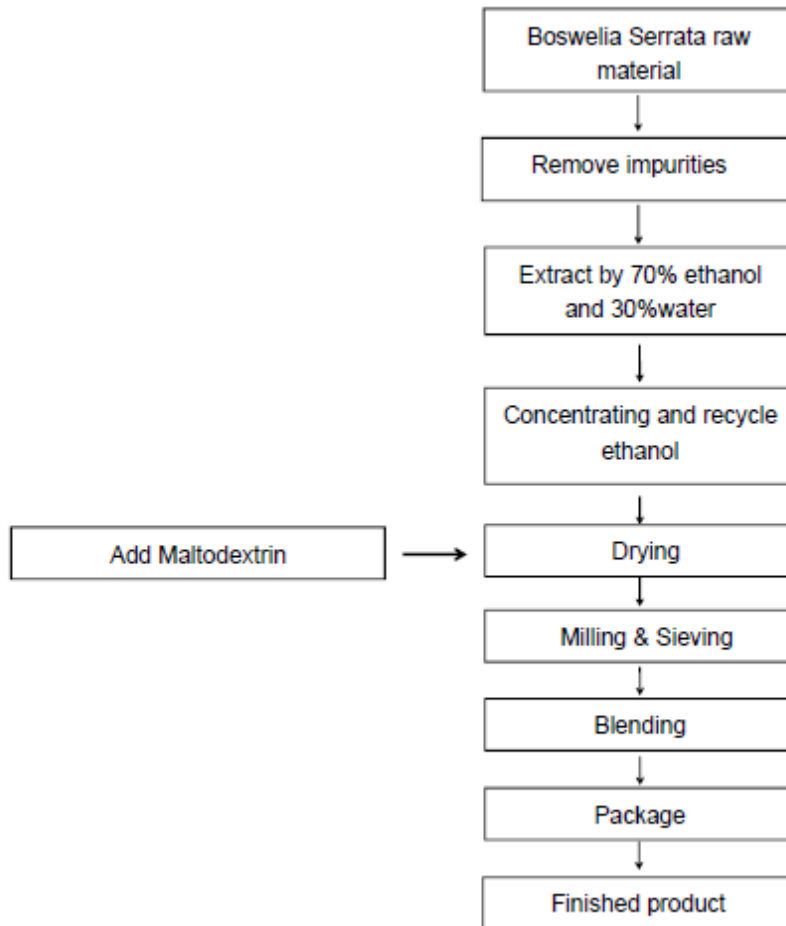 Boswelia Serrata raw
material
Remove impurities
Extract by 70% ethanol
and 30%water
Concentrating and recycle
ethanol
Add Maltodextrin
Drying
Milling & Sieving
Blending
Package
Finished product